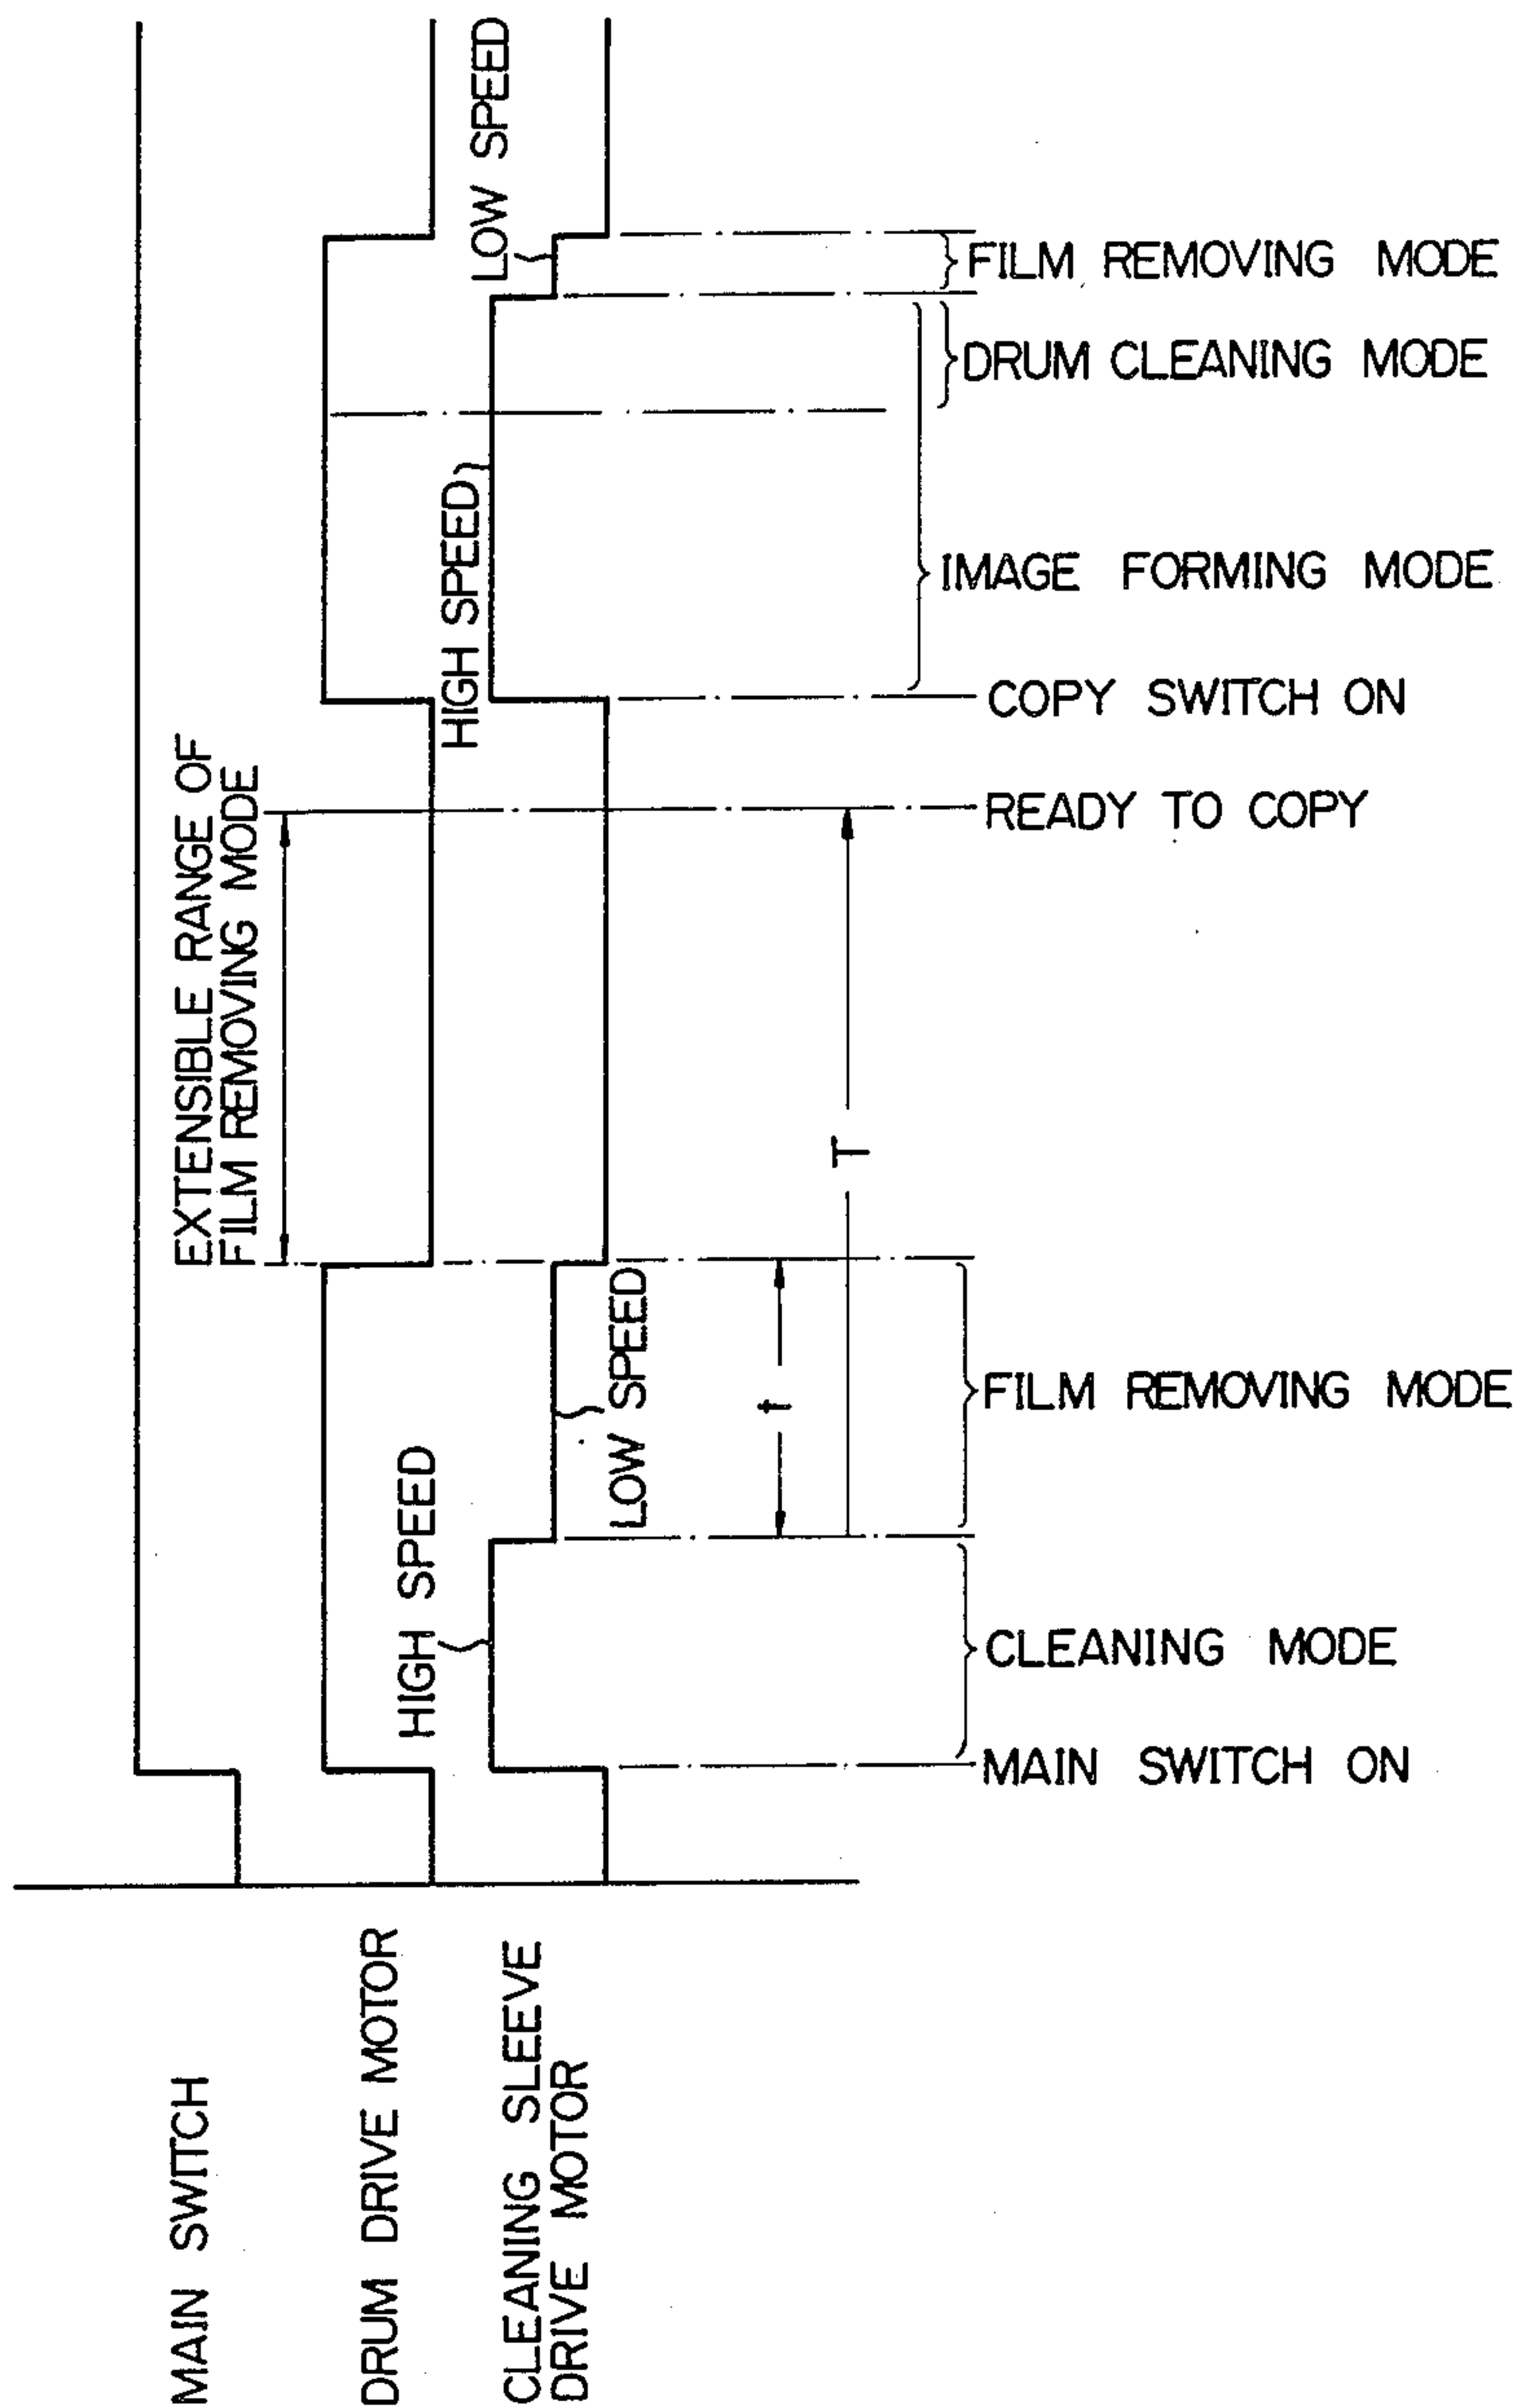 MAIN SWITCH
DRUM DRIVE MOTOR
CLEANING SLEEVE
DRIVE MOTOR
EXTENSIBLE RANGE OF
FILM REMOVING MODE
HIGH SPEED
LOW SPEED
HIGH SPEED
LOW SPEED
t
T
MAIN SWITCH ON
CLEANING MODE
FILM REMOVING MODE
READY TO COPY
COPY SWITCH ON
IMAGE FORMING MODE
DRUM CLEANING MODE
FILM REMOVING MODE